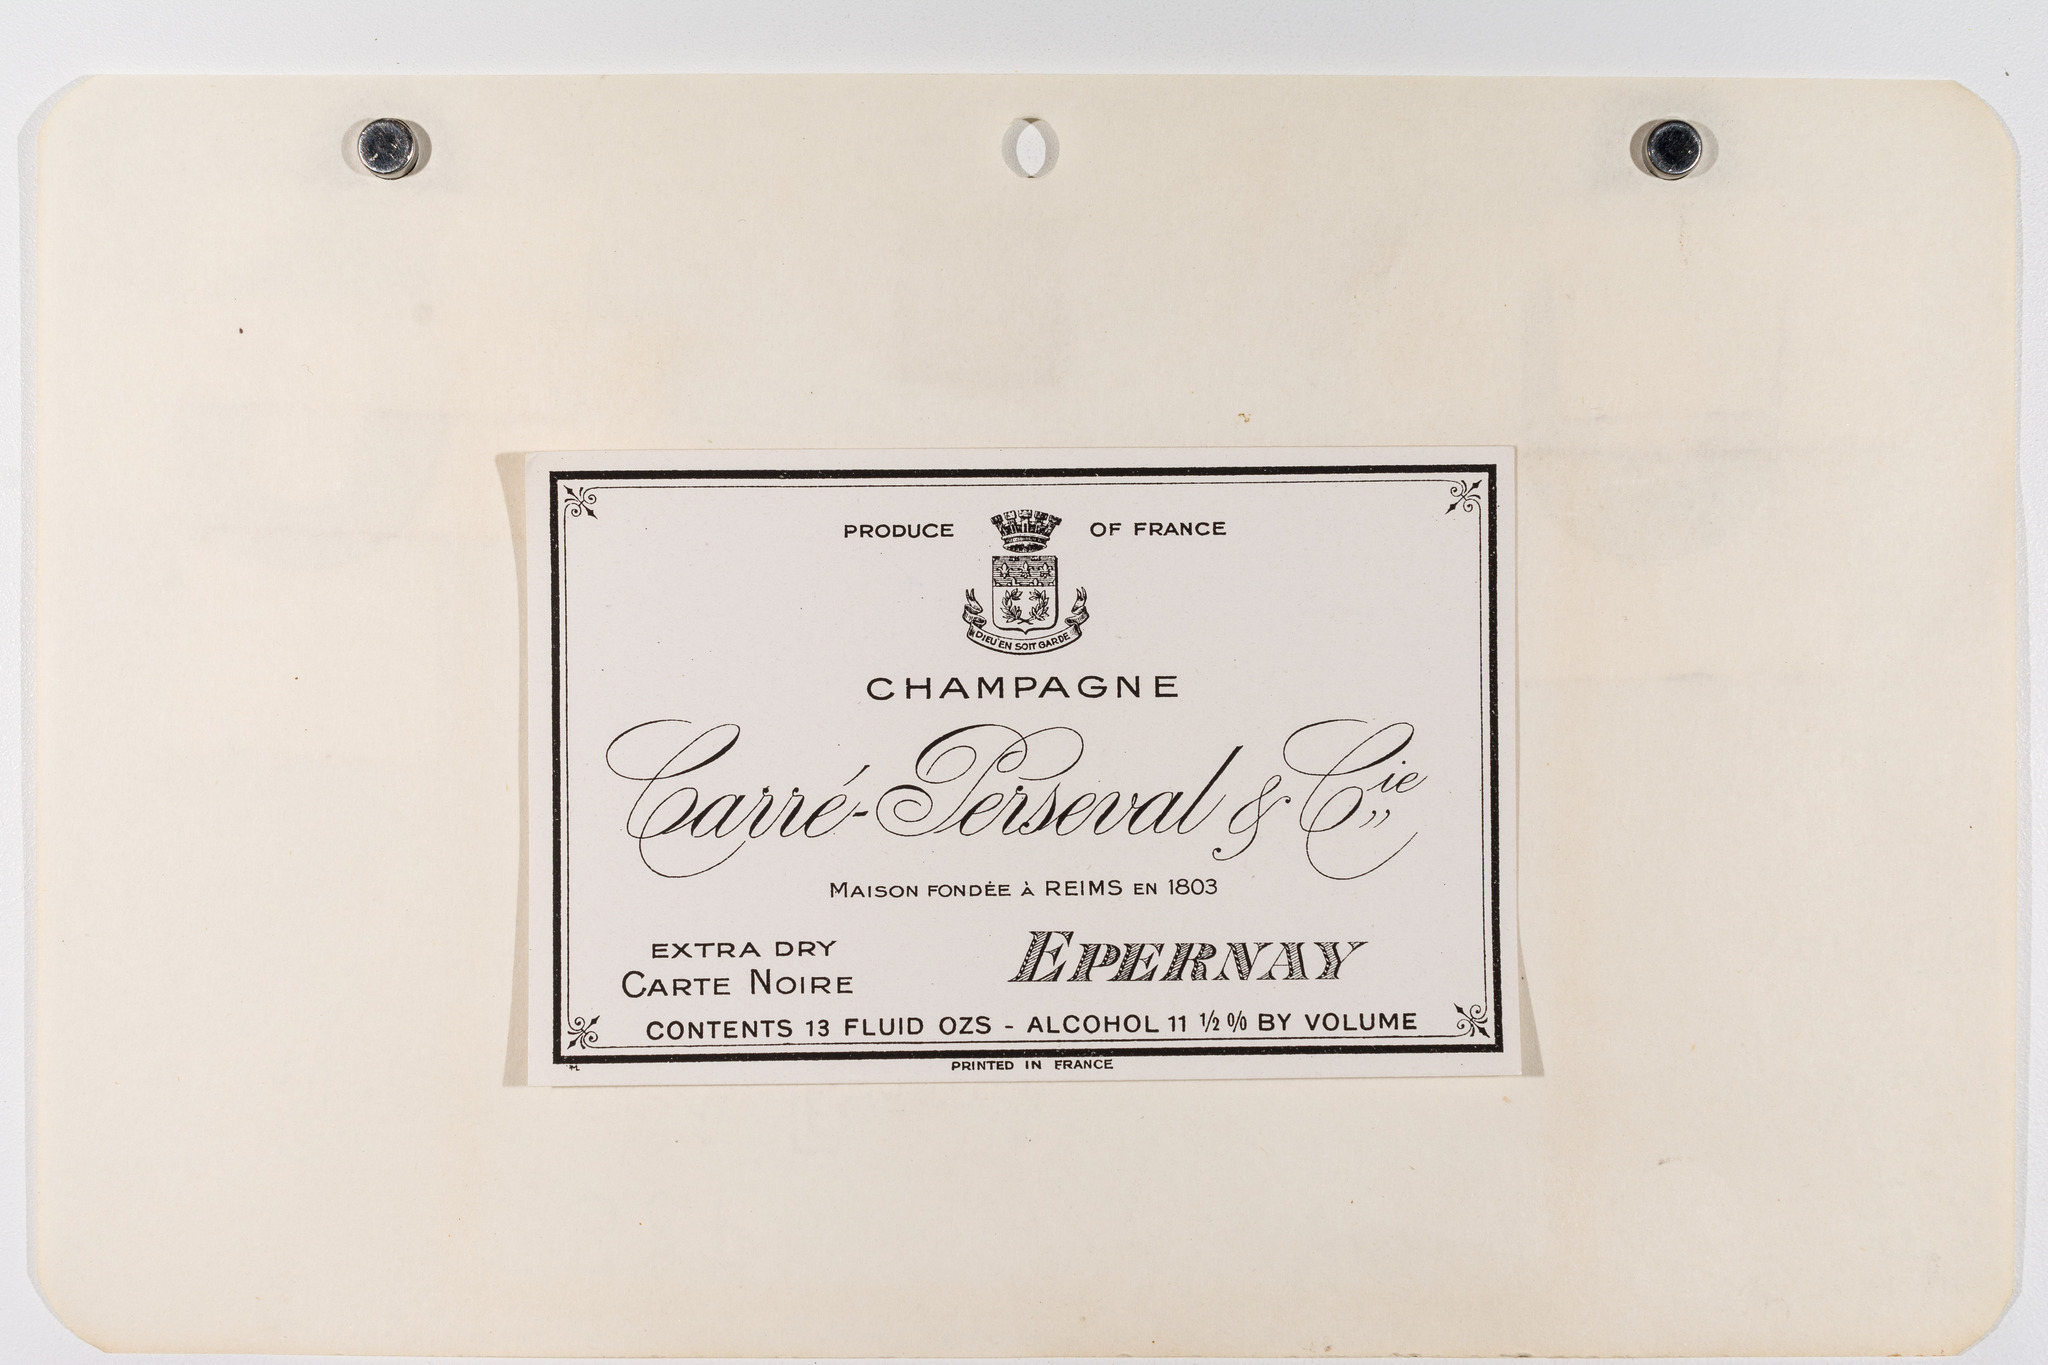 PRODUCE OF FRANCE
DIEU EN SOIT GARDE
CHAMPAGNE
Carré-Perseval & Cie
MAISON FONDÉE À REIMS EN 1803
EXTRA DRY
CARTE NOIRE
EPERNAY
CONTENTS 13 FLUID OZS - ALCOHOL 11 1/2 % BY VOLUME
PRINTED IN FRANCE